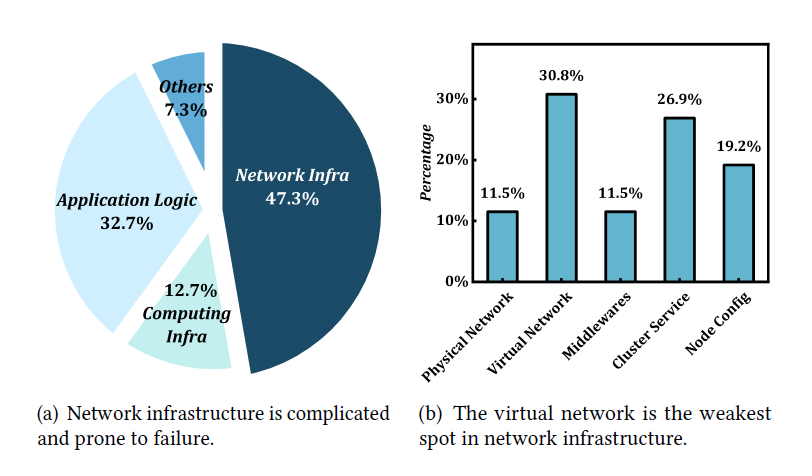 Others
7.3%
Network Infra
47.3%
Application Logic
32.7%
12.7%
Computing
Infra
(a) Network infrastructure is complicated
and prone to failure.
Percentage
30%
20%
10%
0%
11.5%
30.8%
11.5%
26.9%
19.2%
Physical Network
Virtual Network
Middlewares
Cluster Service
Node Config
(b) The virtual network is the weakest
spot in network infrastructure.